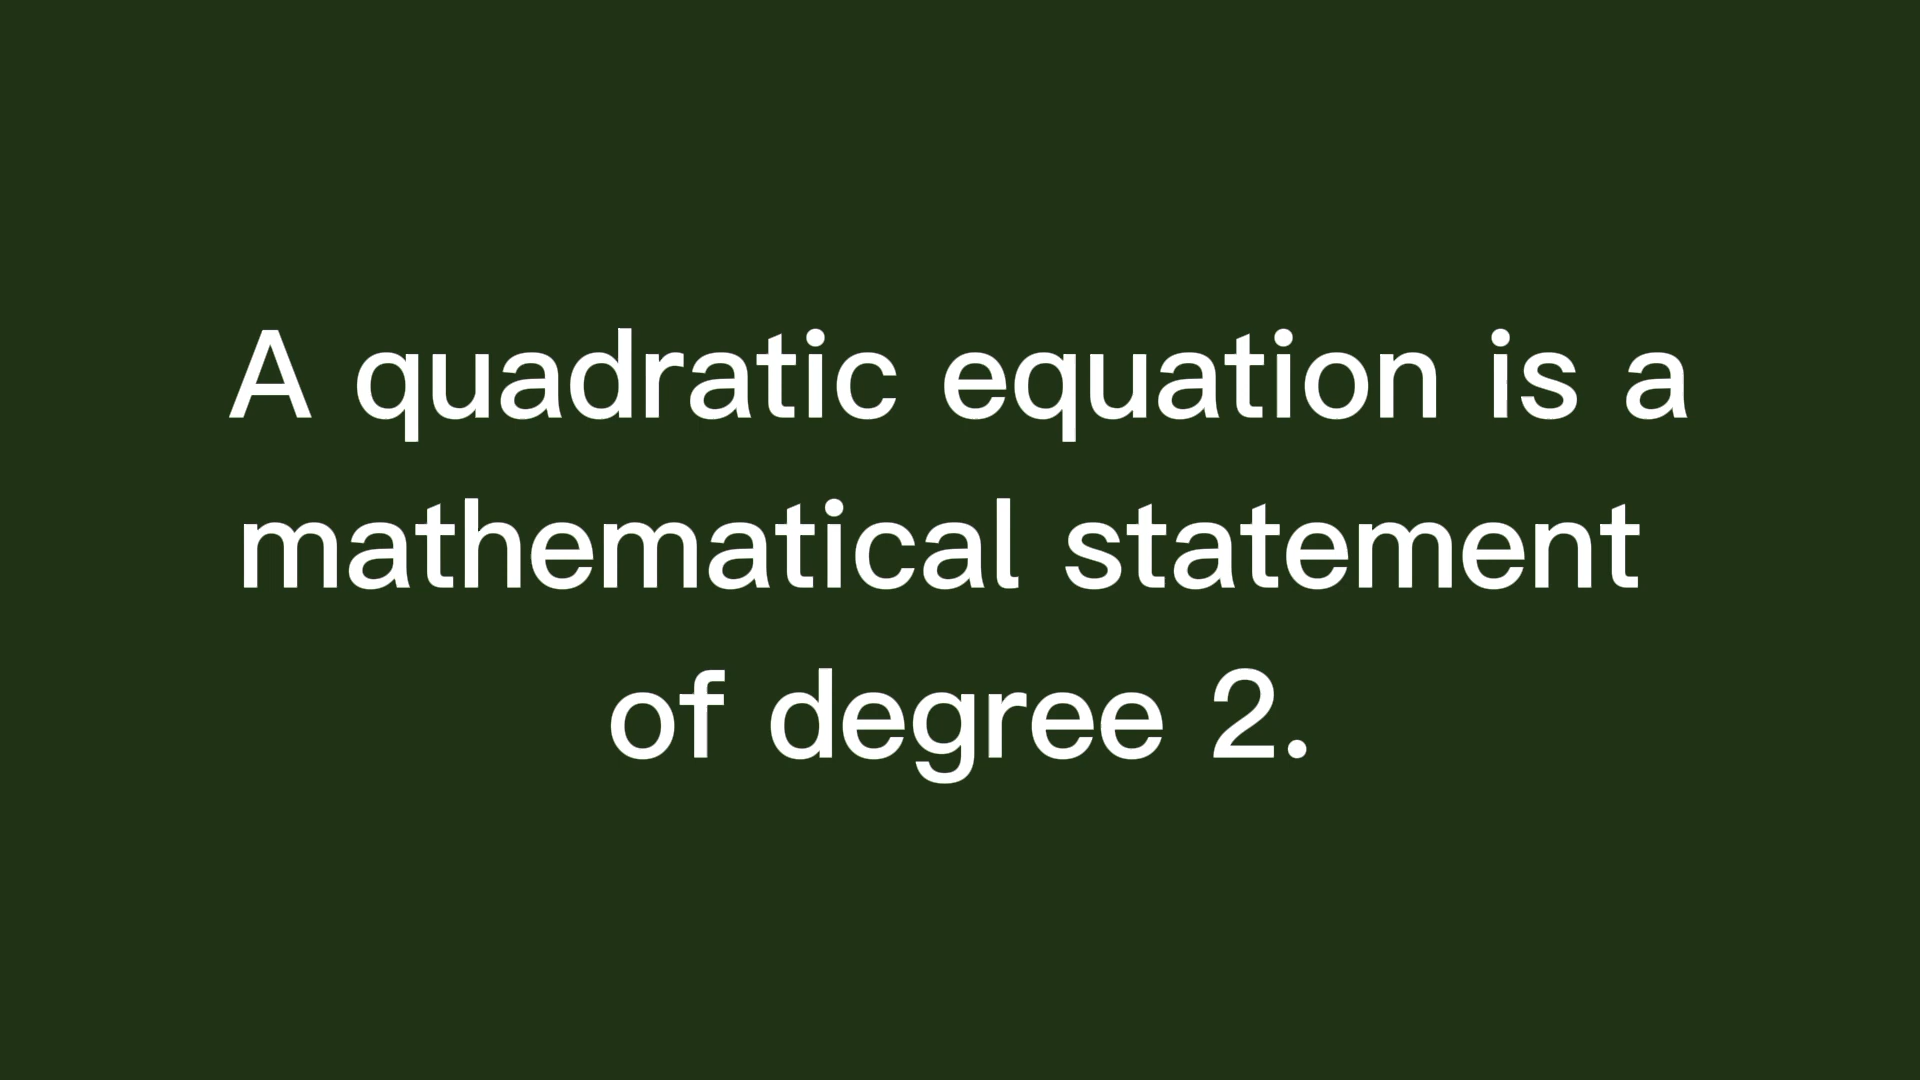 A quadratic equation is a
mathematical statement
of degree 2.